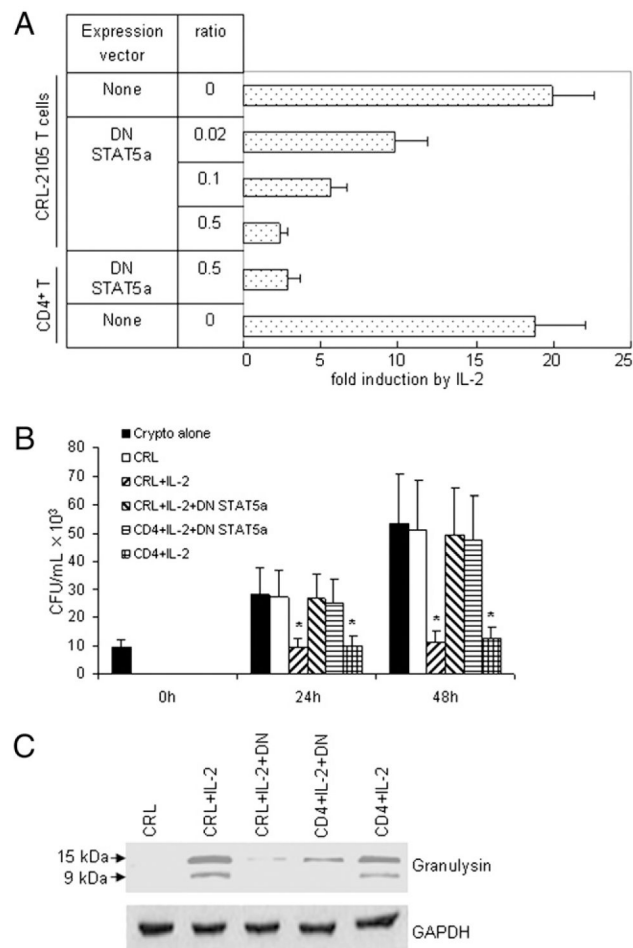 A
Expression vector
ratio
CRL-2105 T cells
None
0
DN STAT5a
0.02
0.1
0.5
CD4+ T
DN STAT5a
0.5
None
0
0 5 10 15 20 25
fold induction by IL-2
B
Crypto alone
CRL
CRL+IL-2
CRL+IL-2+DN STAT5a
CD4+IL-2+DN STAT5a
CD4+IL-2
CFU/mL × 10³
80
70
60
50
40
30
20
10
0
* * * *
0h 24h 48h
C
CRL
CRL+IL-2
CRL+IL-2+DN
CD4+IL-2+DN
CD4+IL-2
15 kDa
9 kDa
Granulysin
GAPDH